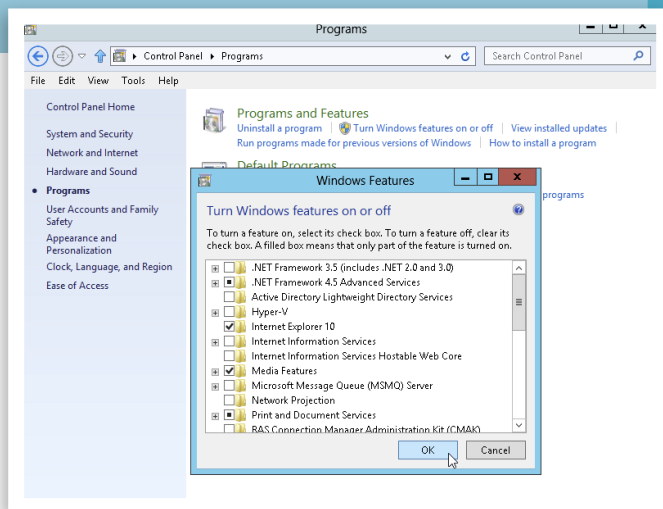 Programs
Control Panel ▸ Programs
Search Control Panel
File Edit View Tools Help
Control Panel Home
System and Security
Network and Internet
Hardware and Sound
Programs
User Accounts and Family
Safety
Appearance and
Personalization
Clock, Language, and Region
Ease of Access
Programs and Features
Uninstall a program Turn Windows features on or off View installed updates
Run programs made for previous versions of Windows How to install a program
Default Programs
programs
Windows Features
Turn Windows features on or off
To turn a feature on, select its check box. To turn a feature off, clear its
check box. A filled box means that only part of the feature is turned on.
.NET Framework 3.5 (includes .NET 2.0 and 3.0)
.NET Framework 4.5 Advanced Services
Active Directory Lightweight Directory Services
Hyper-V
Internet Explorer 10
Internet Information Services
Internet Information Services Hostable Web Core
Media Features
Microsoft Message Queue (MSMQ) Server
Network Projection
Print and Document Services
RAS Connection Manager Administration Kit (CMAK)
OK Cancel